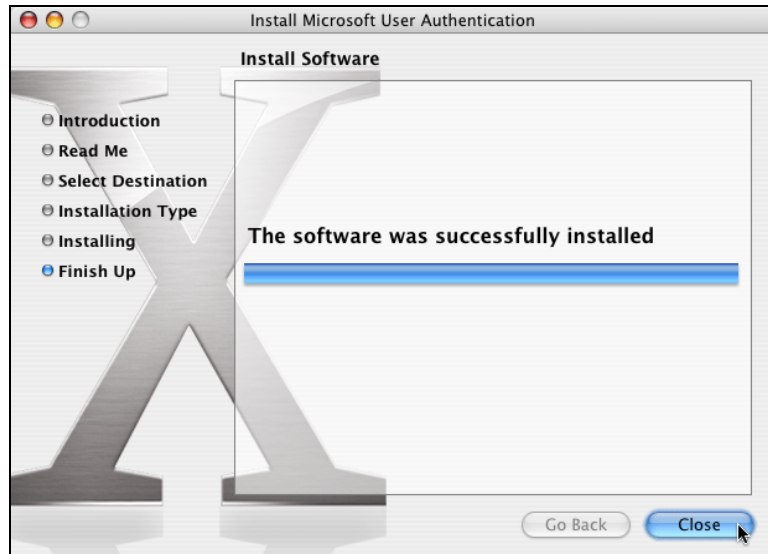 Install Microsoft User Authentication
Install Software
Introduction
Read Me
Select Destination
Installation Type
Installing
Finish Up
The software was successfully installed
Go Back
Close